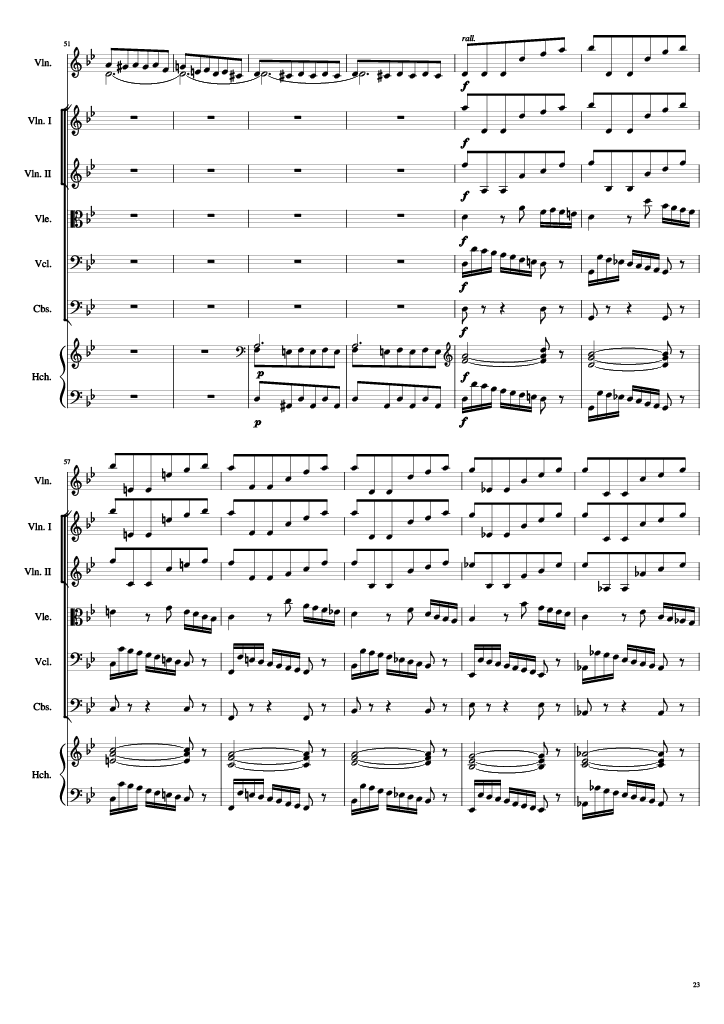 51
rall.
Vln.
f
Vln. I
f
Vln. II
f
Vle.
f
Vcl.
f
Cbs.
f
Hch.
p
f
p
f
57
Vln.
Vln. I
Vln. II
Vle.
Vcl.
Cbs.
Hch.
23